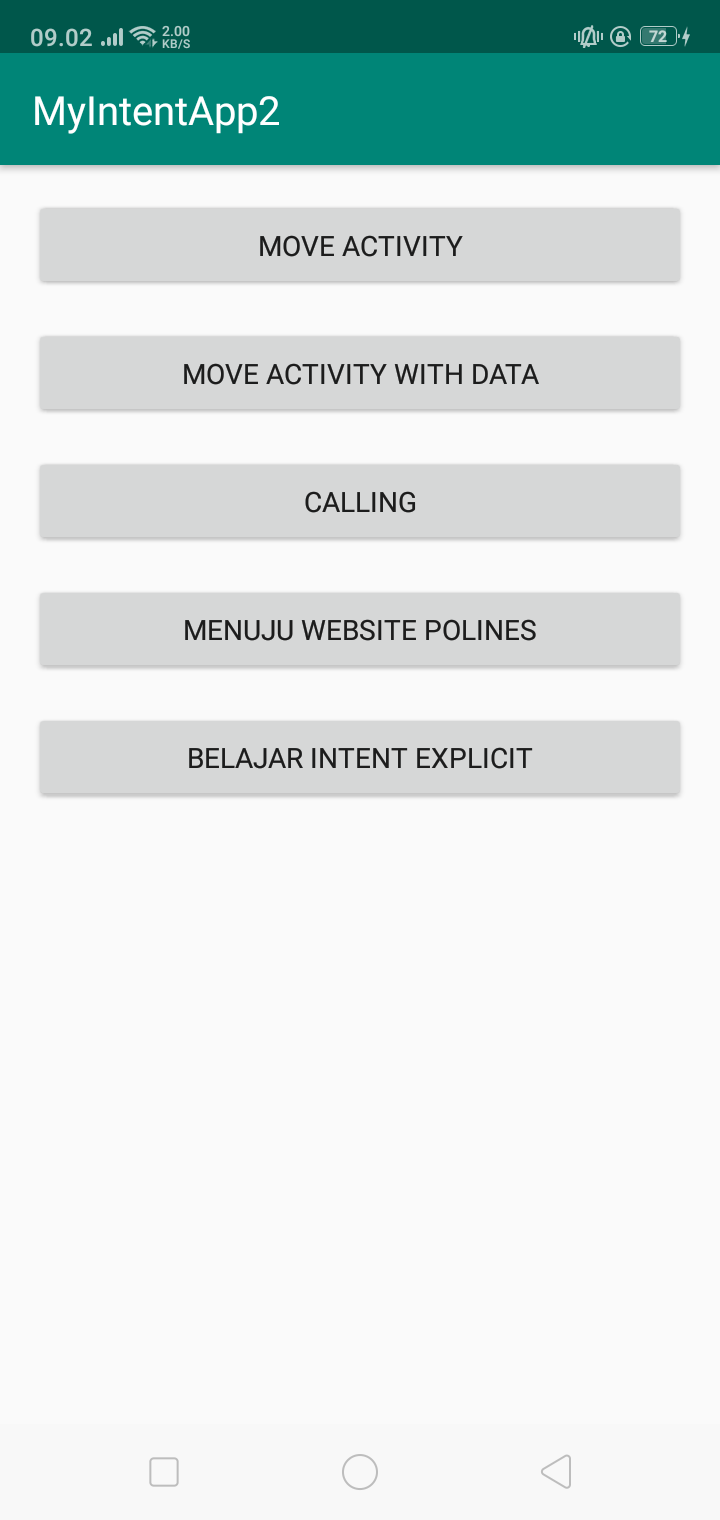 09.02 2.00 KB/S 72
MyIntentApp2
MOVE ACTIVITY
MOVE ACTIVITY WITH DATA
CALLING
MENUJU WEBSITE POLINES
BELAJAR INTENT EXPLICIT